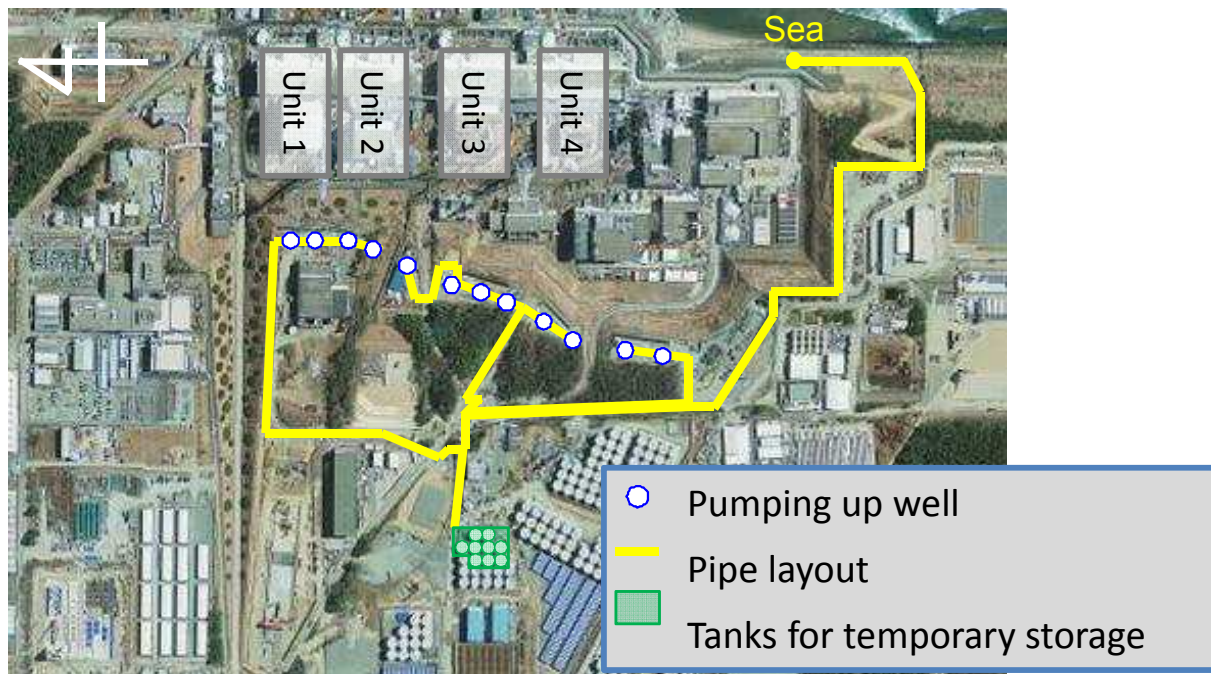 Sea
Unit 1
Unit 2
Unit 3
Unit 4
Pumping up well
Pipe layout
Tanks for temporary storage